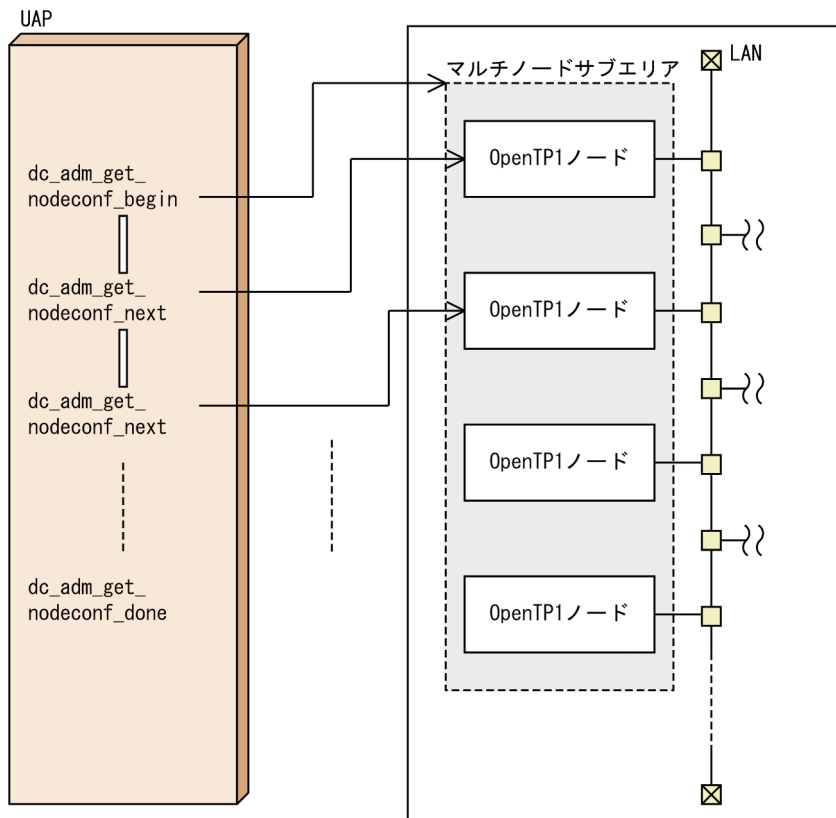 UAP
dc_adm_get_
nodeconf_begin
dc_adm_get_
nodeconf_next
dc_adm_get_
nodeconf_next
dc_adm_get_
nodeconf_done
LAN
マルチノードサブエリア
OpenTP1ノード
OpenTP1ノード
OpenTP1ノード
OpenTP1ノード